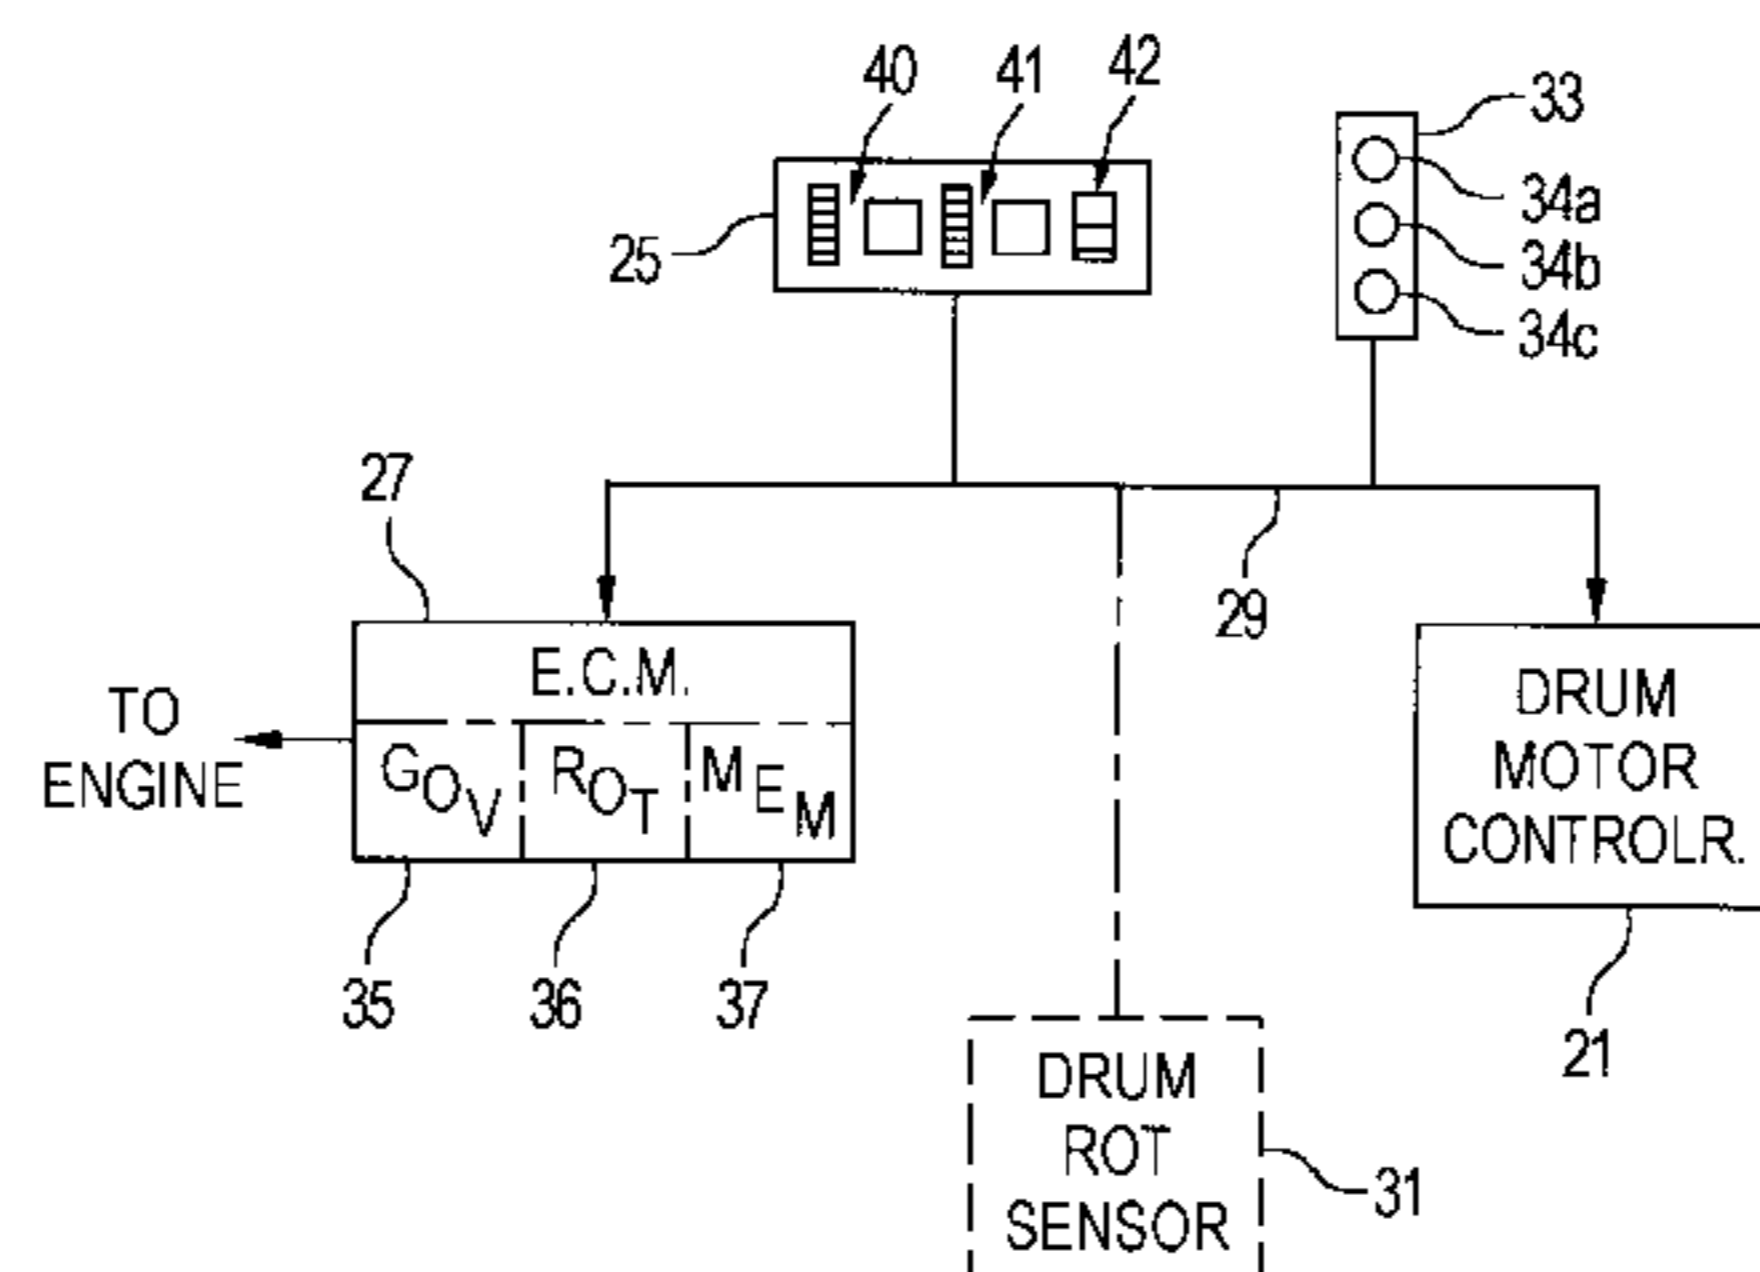 40
41
42
33
34a
34b
34c
25
27
29
E.C.M.
TO
ENGINE
GOV
ROT
MEM
DRUM
MOTOR
CONTROLR.
35
36
37
21
DRUM
ROT
SENSOR
31